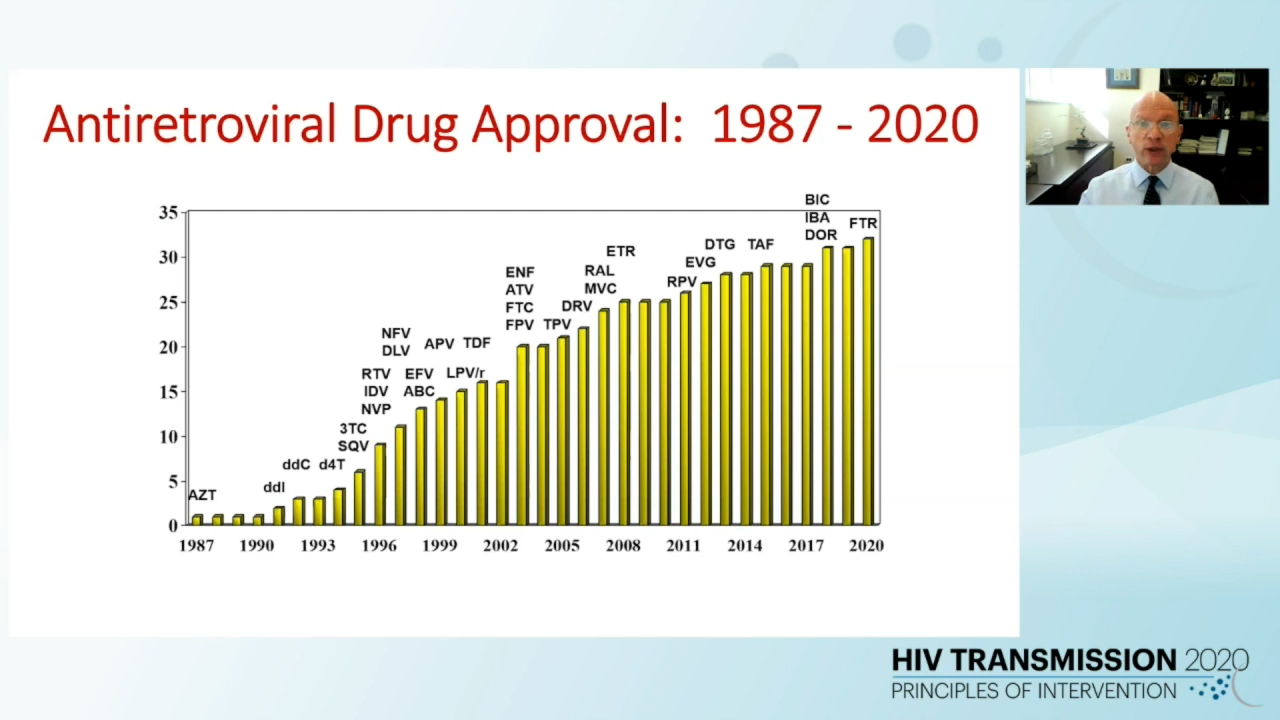 Antiretroviral Drug Approval: 1987 - 2020
35
30
25
20
15
10
5
0
AZT
ddI
ddC
d4T
3TC
SQV
RTV
IDV
NVP
NFV
DLV
EFV
ABC
APV
LPV/r
TDF
ENF
ATV
FTC
FPV
TPV
DRV
RAL
MVC
ETR
RPV
EVG
DTG
TAF
BIC
IBA
DOR
FTR
1987 1990 1993 1996 1999 2002 2005 2008 2011 2014 2017 2020
HIV TRANSMISSION 2020
PRINCIPLES OF INTERVENTION